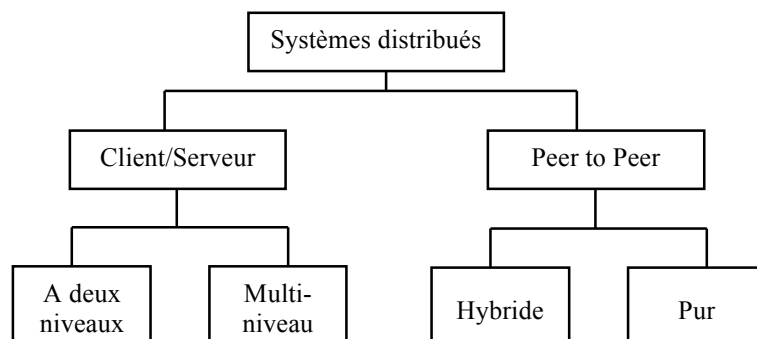 Systèmes distribués
Client/Serveur
Peer to Peer
A deux
niveaux
Multi-
niveau
Hybride
Pur